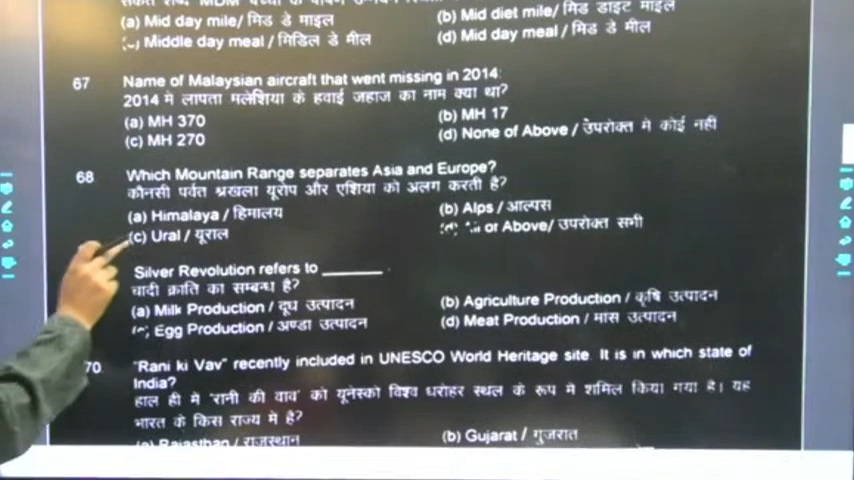 (a) Mid day mile/ मिड डे माइल
(b) Mid diet mile/ मिड डाइट माइल
Middle day meal / मिडिल डे मील
(d) Mid day meal / मिड डे मील
67 Name of Malaysian aircraft that went missing in 2014
2014 मे लापता मलेशिया के हवाई जहाज का नाम क्या था?
(a) MH 370
(b) MH 17
(c) MH 270
(d) None of Above / उपरोक्त मे कोई नहीं
68 Which Mountain Range separates Asia and Europe?
कौनसी पर्वत श्रखला यूरोप और एशिया को अलग करती है?
(a) Himalaya / हिमालय
(b) Alps / आल्पस
(c) Ural / यूराल
or Above/ उपरोक्त सभी
Silver Revolution refers to ________
चादी क्राति का सम्बन्ध है?
(a) Milk Production / दूध उत्पादन
(b) Agriculture Production / कृषि उत्पादन
Egg Production / अण्डा उत्पादन
(d) Meat Production / मास उत्पादन
70 "Rani ki Vav" recently included in UNESCO World Heritage site. It is in which state of
India?
हाल ही मे 'रानी की वाव' को यूनेस्को विश्व धरोहर स्थल के रूप मे शमिल किया गया है। यह
भारत के किस राज्य मे है?
(a) Rajasthan / राजस्थान
(b) Gujarat / गुजरात